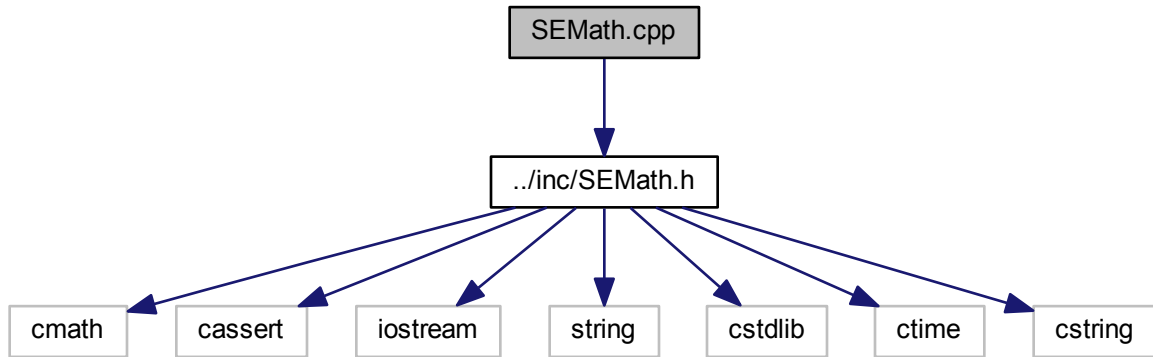 SEMath.cpp
../inc/SEMath.h
cmath
cassert
iostream
string
cstdlib
ctime
cstring